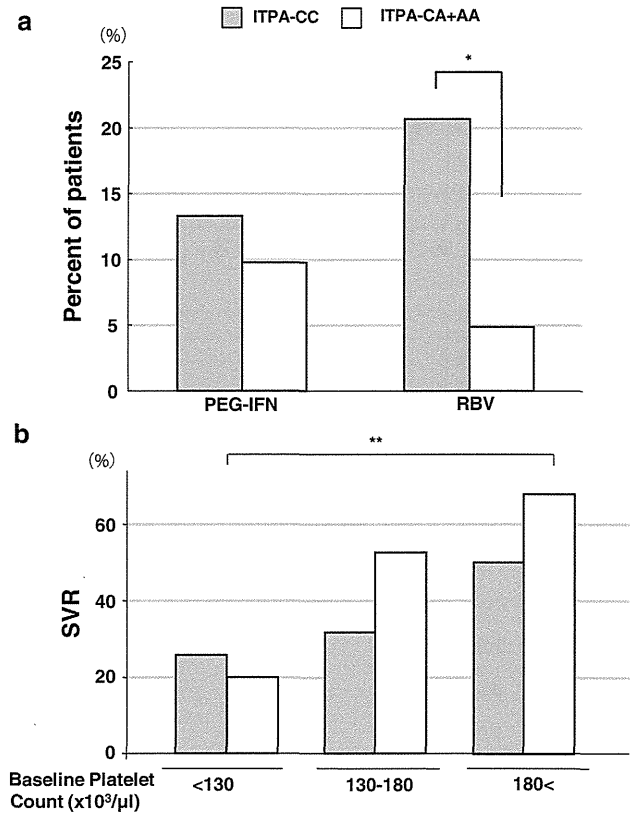 a
ITPA-CC ITPA-CA+AA
(%)
25
20
15
10
5
0
Percent of patients
*
PEG-IFN RBV
b
(%)
**
60
40
20
0
SVR
Baseline Platelet
Count (x10³/µl)
<130 130-180 180<